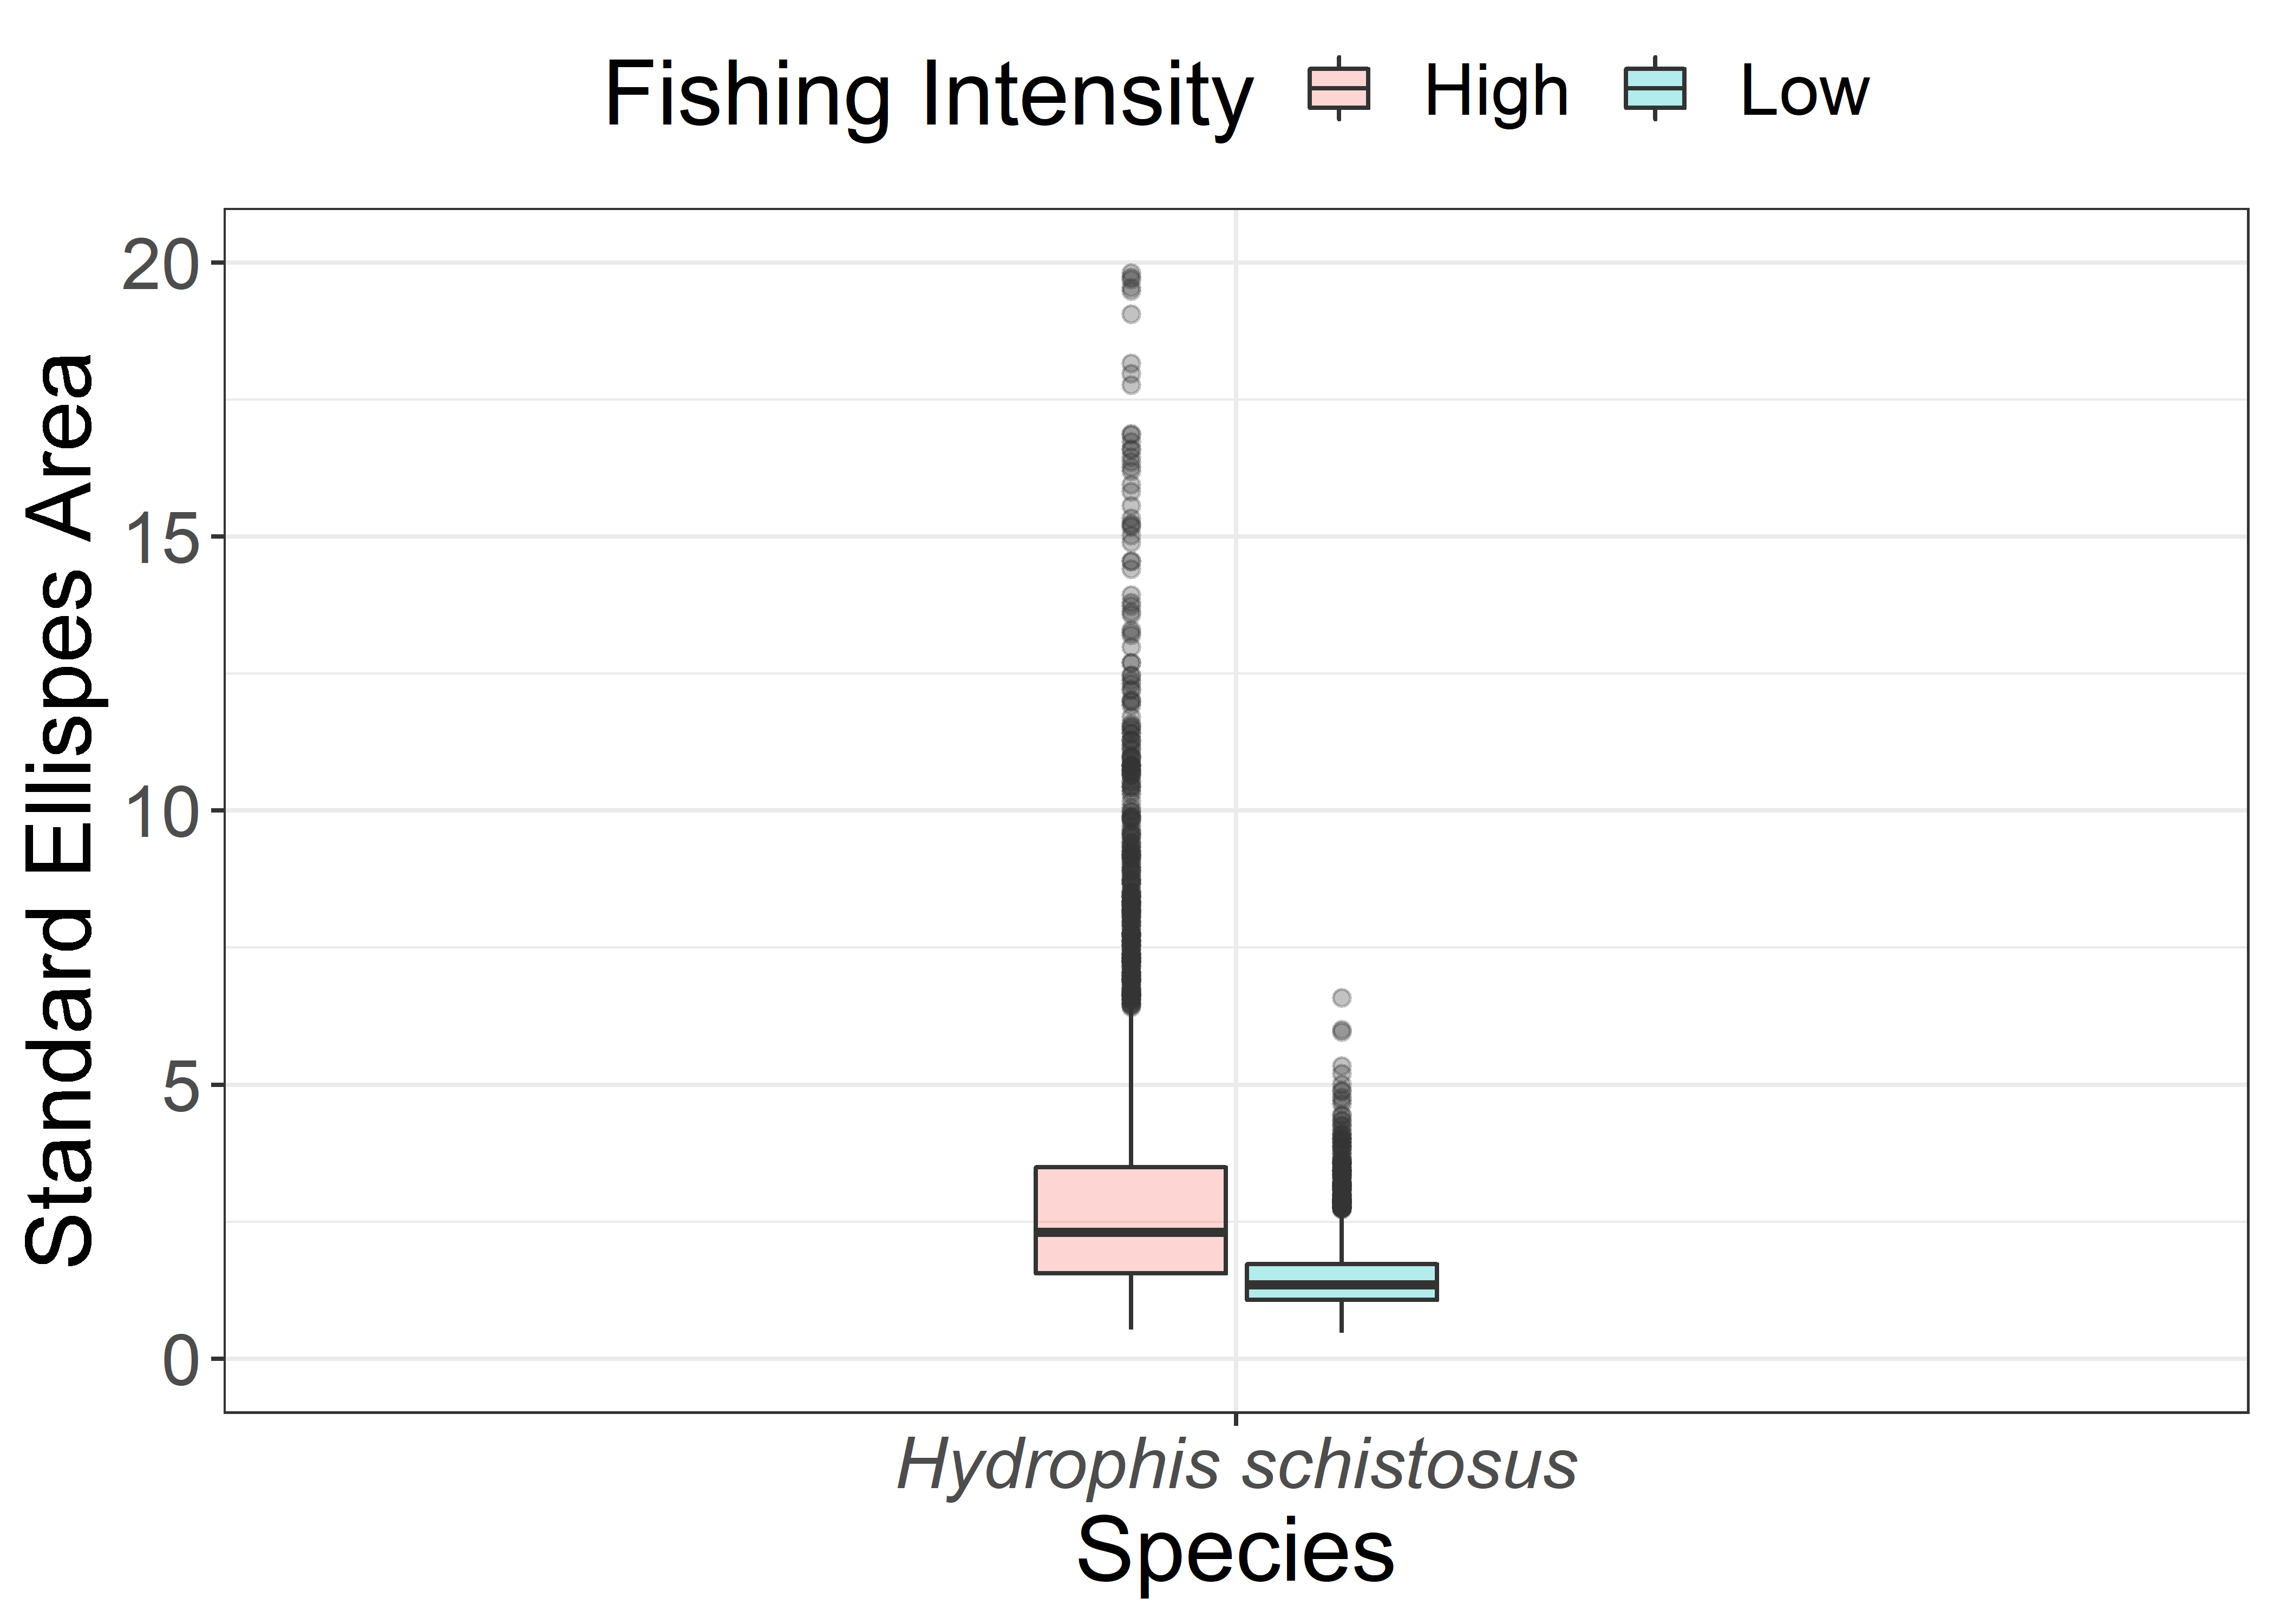 Fishing Intensity High Low
Standard Ellispes Area
20
15
10
5
0
Hydrophis schistosus
Species